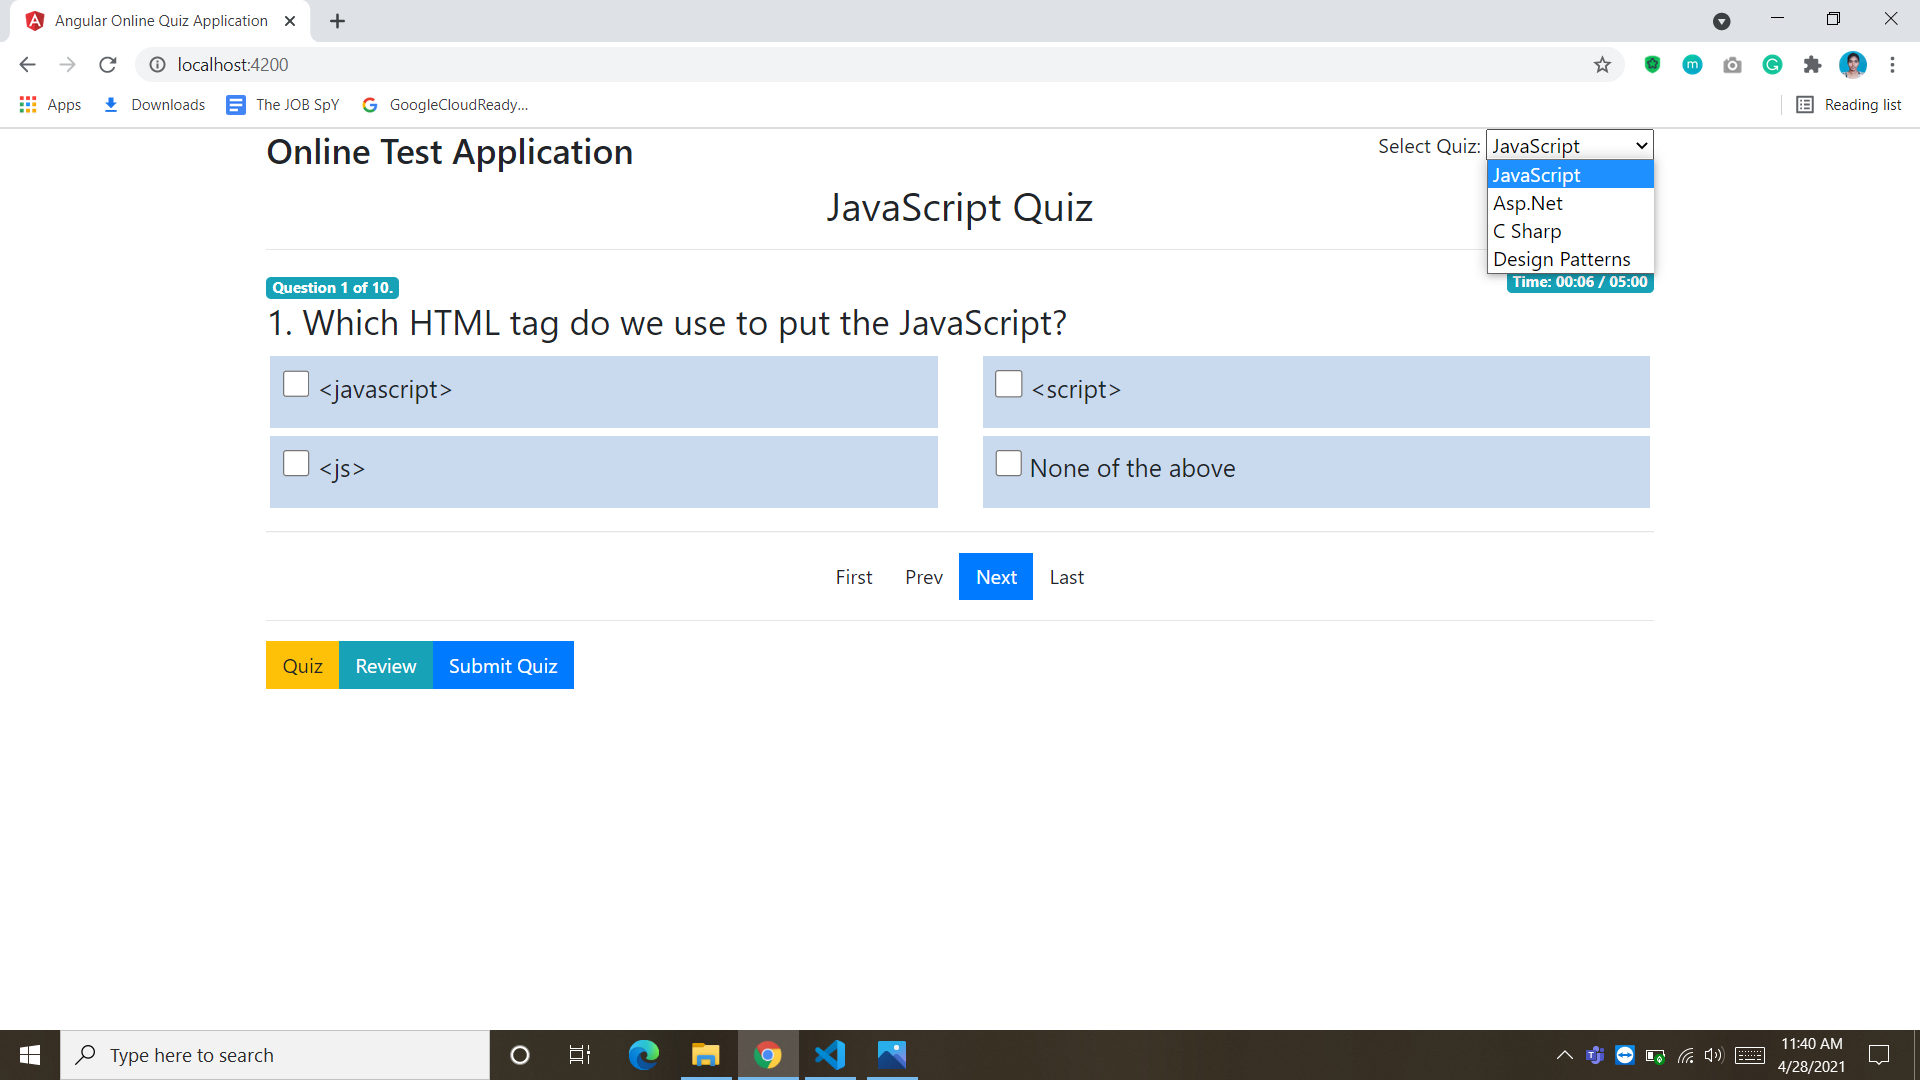 Angular Online Quiz Application
localhost:4200
Apps
Downloads
The JOB SpY
GoogleCloudReady...
Reading list
Online Test Application
Select Quiz: JavaScript
JavaScript
Asp.Net
C Sharp
Design Patterns
JavaScript Quiz
Question 1 of 10.
Time: 00:06 / 05:00
1. Which HTML tag do we use to put the JavaScript?
<javascript>
<script>
<js>
None of the above
First Prev Next Last
Quiz Review Submit Quiz
Type here to search
11:40 AM
4/28/2021